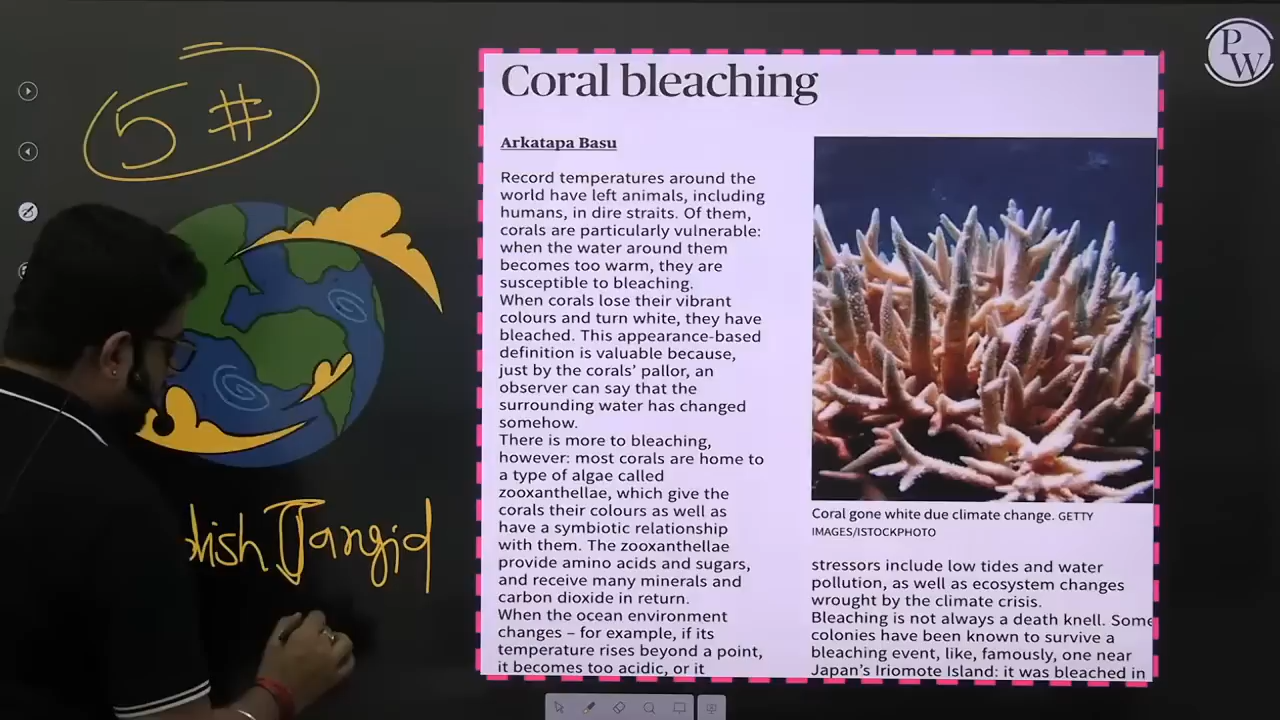 5 #
PW
Coral bleaching
Arkatapa Basu
Record temperatures around the
world have left animals, including
humans, in dire straits. Of them,
corals are particularly vulnerable:
when the water around them
becomes too warm, they are
susceptible to bleaching.
When corals lose their vibrant
colours and turn white, they have
bleached. This appearance-based
definition is valuable because,
just by the corals’ pallor, an
observer can say that the
surrounding water has changed
somehow.
There is more to bleaching,
however: most corals are home to
a type of algae called
zooxanthellae, which give the
corals their colours as well as
have a symbiotic relationship
with them. The zooxanthellae
provide amino acids and sugars,
and receive many minerals and
carbon dioxide in return.
When the ocean environment
changes – for example, if its
temperature rises beyond a point,
it becomes too acidic, or it
Coral gone white due climate change. GETTY
IMAGES/ISTOCKPHOTO
stressors include low tides and water
pollution, as well as ecosystem changes
wrought by the climate crisis.
Bleaching is not always a death knell. Some
colonies have been known to survive a
bleaching event, like, famously, one near
Japan’s Iriomote Island: it was bleached in
Jangid